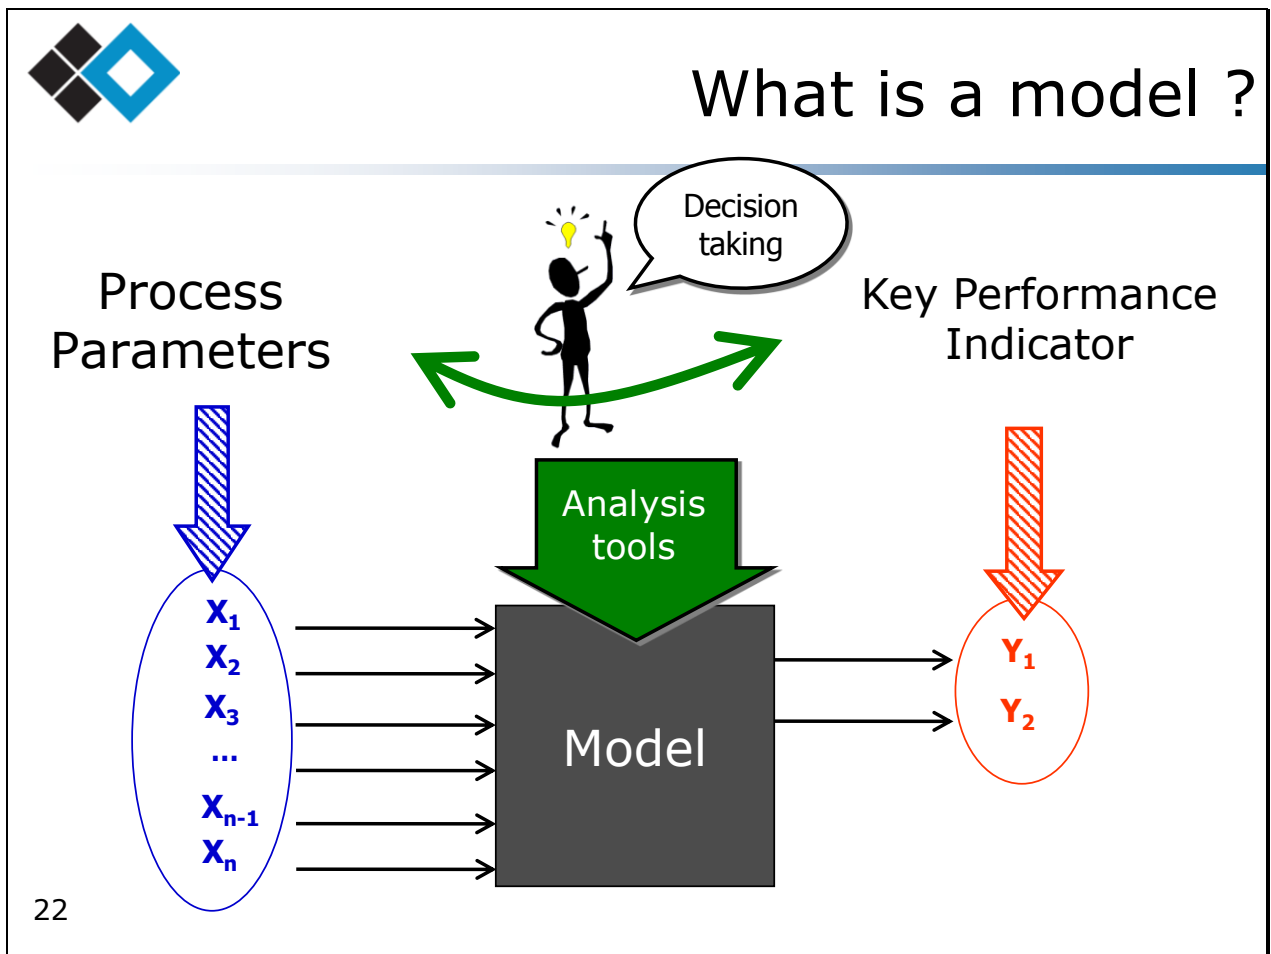 What is a model ?
Decision
taking
Process
Parameters
Key Performance
Indicator
Analysis
tools
X₁
X₂
X₃
...
Xₙ₋₁
Xₙ
Model
Y₁
Y₂
22